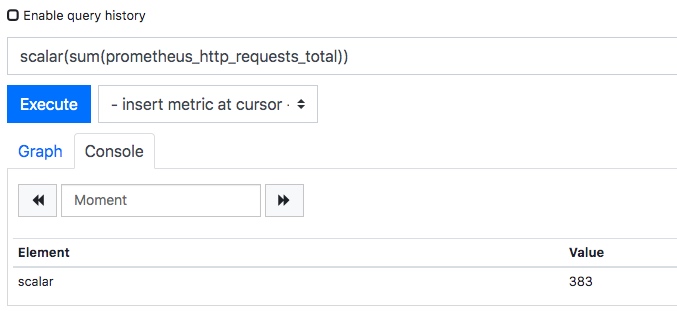 Enable query history
scalar(sum(prometheus_http_requests_total))
Execute
- insert metric at cursor -
Graph
Console
Moment
Element
Value
scalar
383